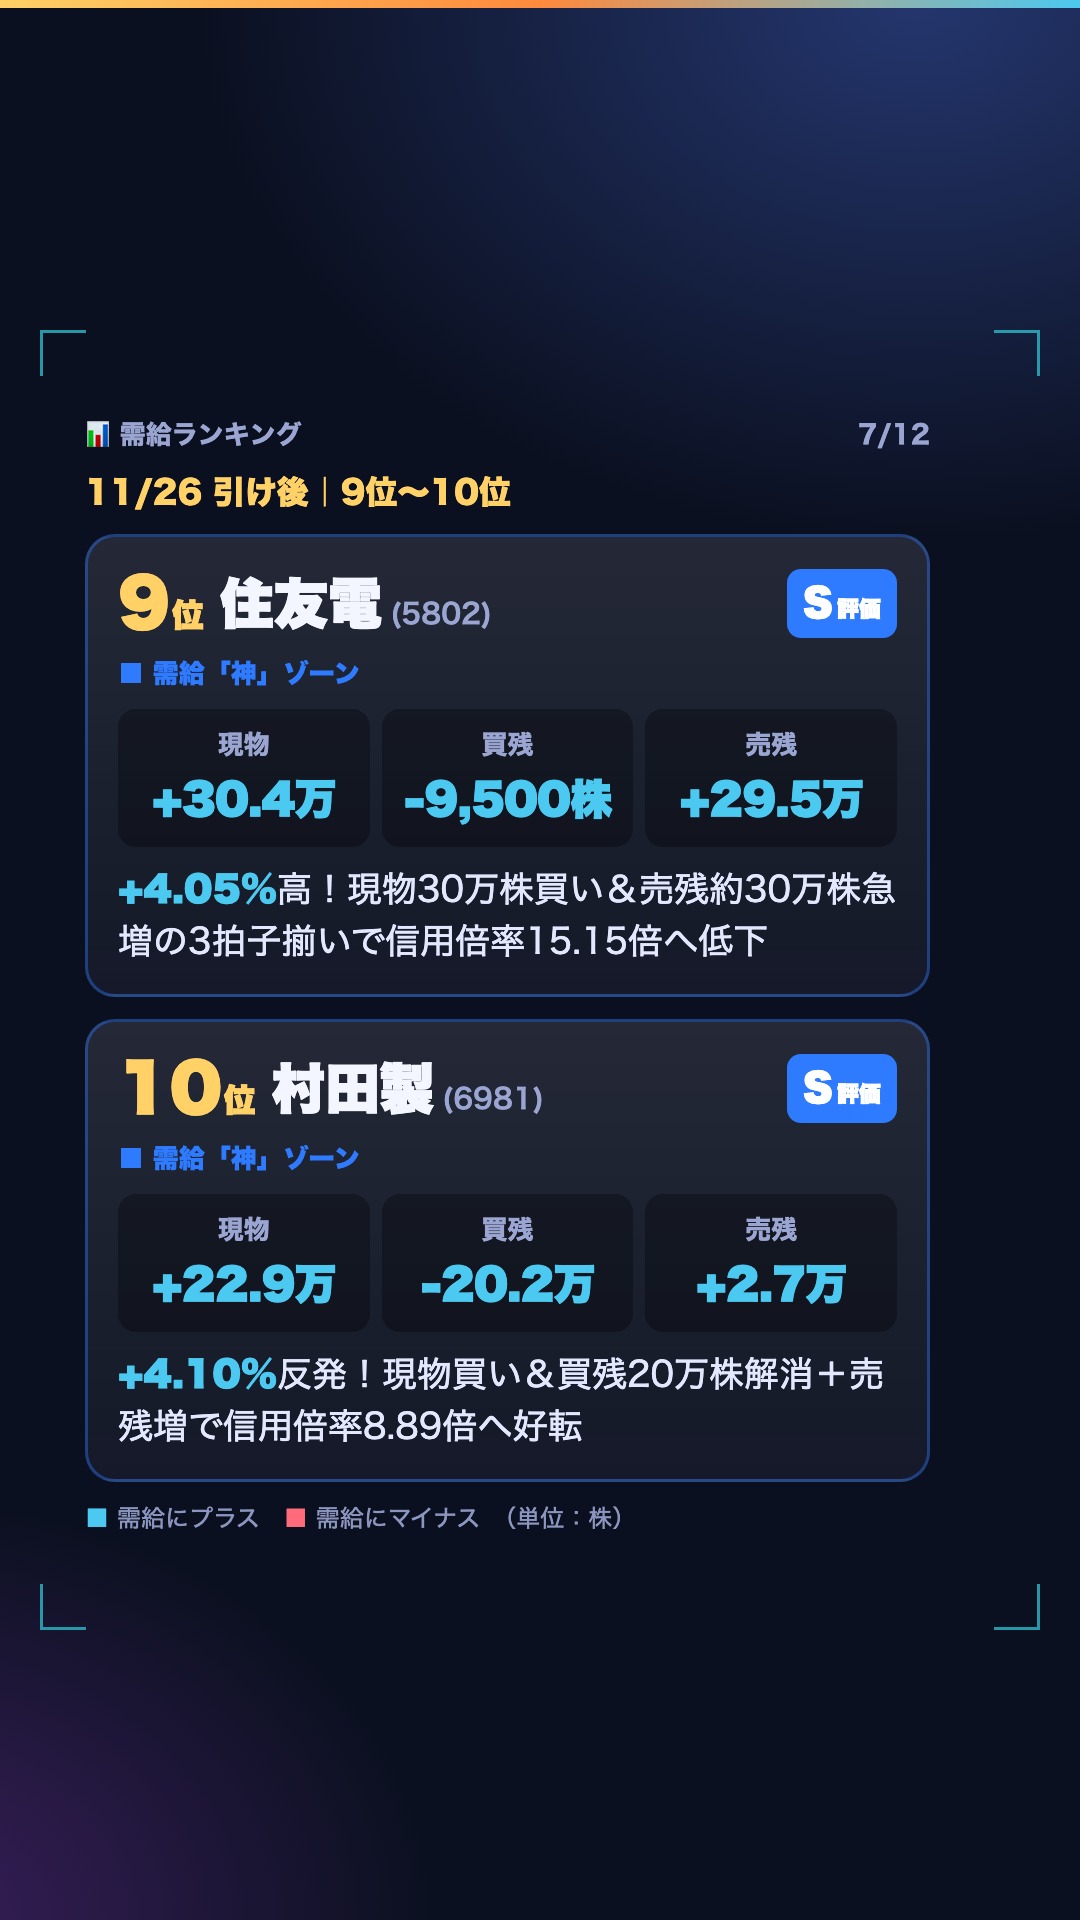 需給ランキング 7/12
11/26 引け後｜9位〜10位
9位 住友電 (5802) S評価
■ 需給「神」ゾーン
現物 買残 売残
+30.4万 -9,500株 +29.5万
+4.05%高！現物30万株買い＆売残約30万株急
増の3拍子揃いで信用倍率15.15倍へ低下
10位 村田製 (6981) S評価
■ 需給「神」ゾーン
現物 買残 売残
+22.9万 -20.2万 +2.7万
+4.10%反発！現物買い＆買残20万株解消＋売
残増で信用倍率8.89倍へ好転
■ 需給にプラス ■ 需給にマイナス （単位：株）